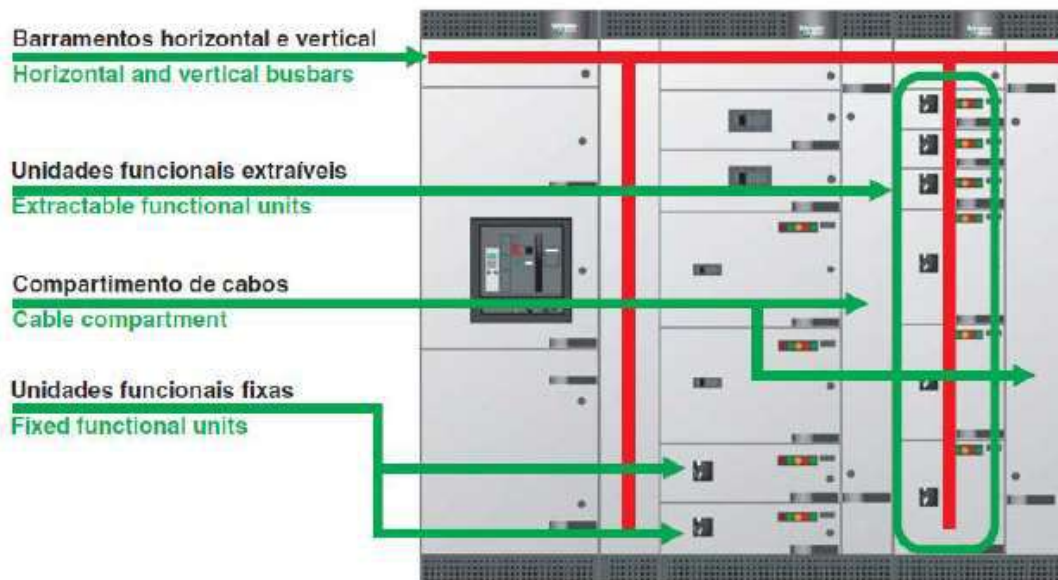 Barramentos horizontal e vertical
Horizontal and vertical busbars
Unidades funcionais extraíveis
Extractable functional units
Compartimento de cabos
Cable compartment
Unidades funcionais fixas
Fixed functional units